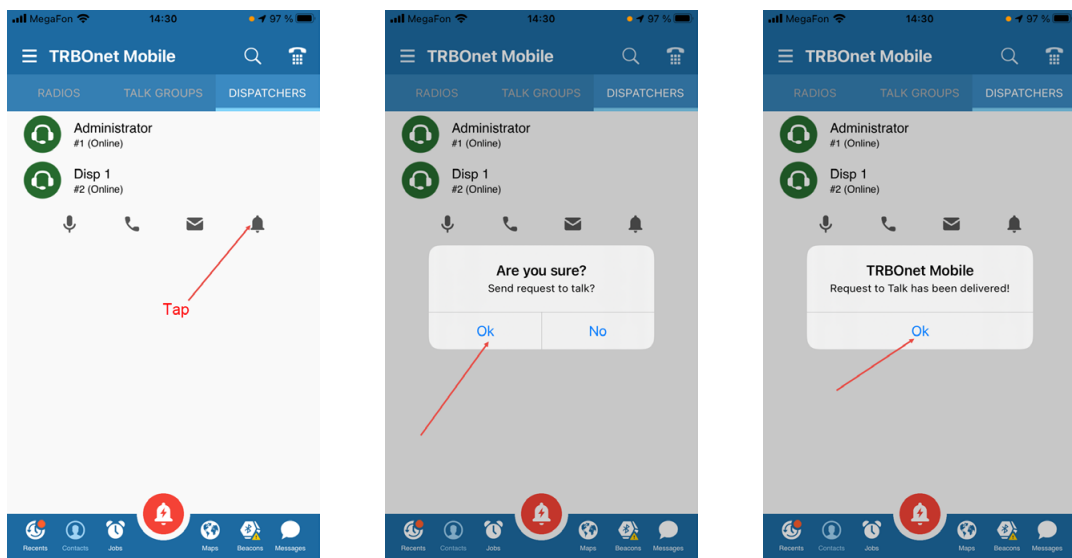 MegaFon 14:30 97 %
TRBOnet Mobile
RADIOS TALK GROUPS DISPATCHERS
Administrator
#1 (Online)
Disp 1
#2 (Online)
Tap
Recents Contacts Jobs Maps Beacons Messages
MegaFon 14:30 97 %
TRBOnet Mobile
RADIOS TALK GROUPS DISPATCHERS
Administrator
#1 (Online)
Disp 1
#2 (Online)
Are you sure?
Send request to talk?
Ok No
Recents Contacts Jobs Maps Beacons Messages
MegaFon 14:30 97 %
TRBOnet Mobile
RADIOS TALK GROUPS DISPATCHERS
Administrator
#1 (Online)
Disp 1
#2 (Online)
TRBOnet Mobile
Request to Talk has been delivered!
Ok
Recents Contacts Jobs Maps Beacons Messages